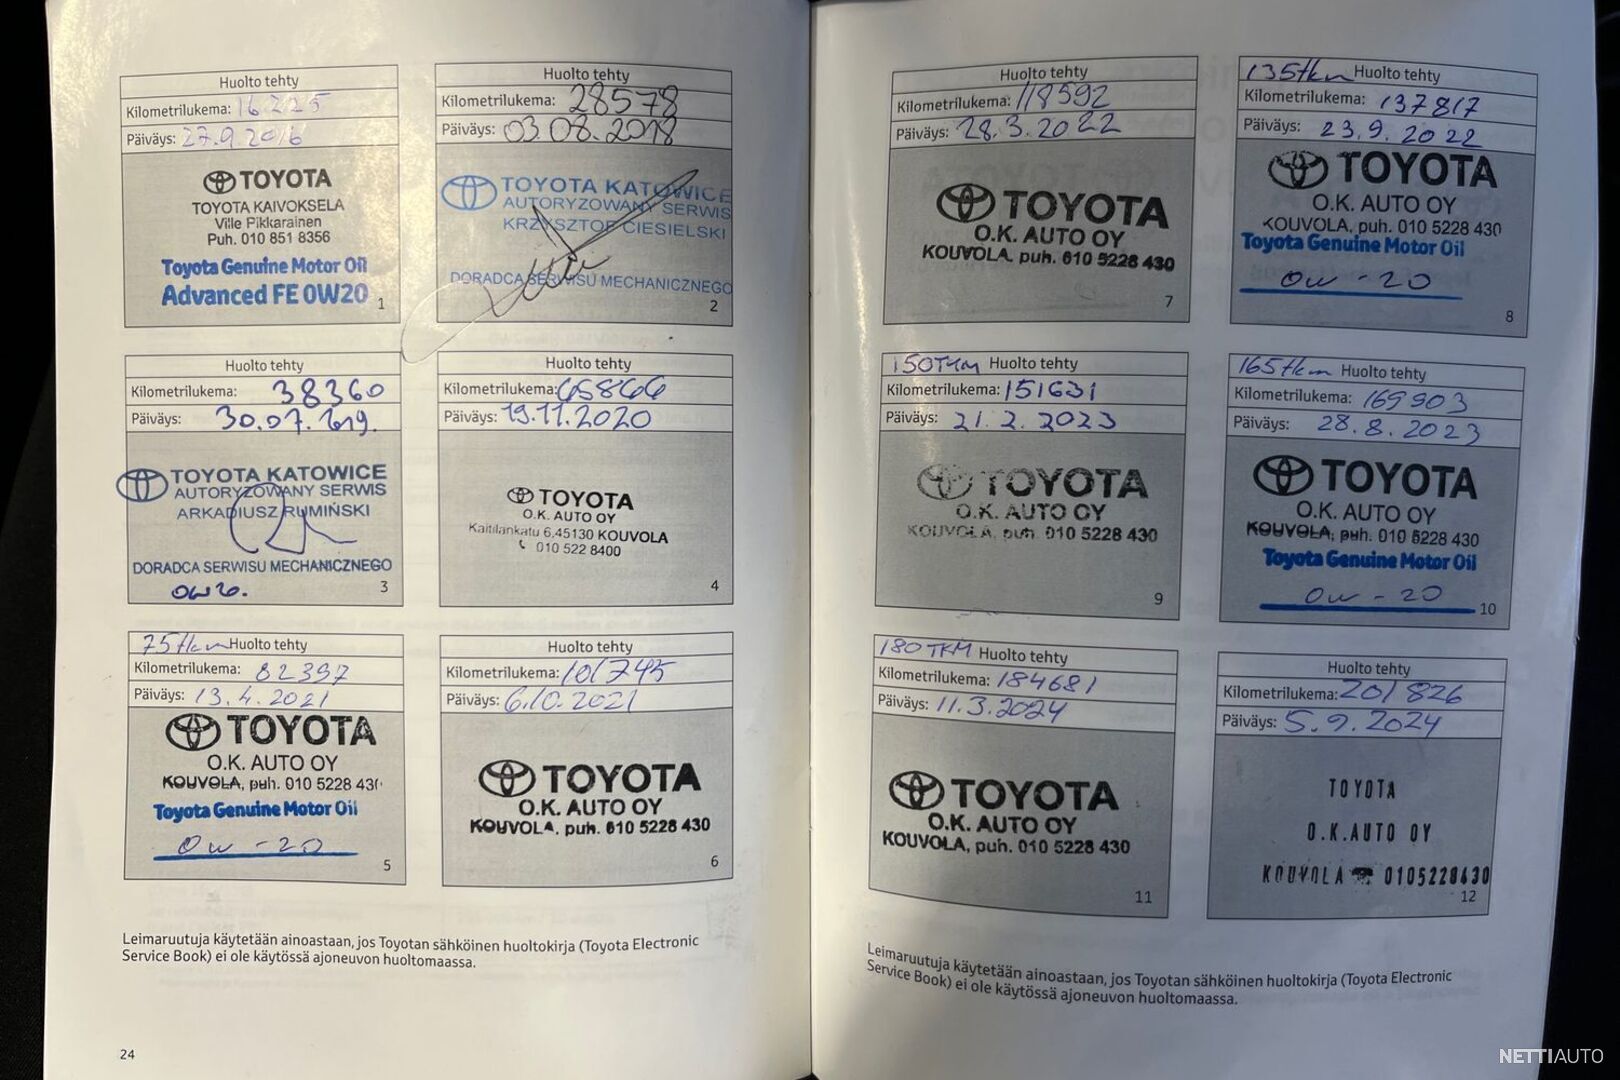 Huolto tehty
Kilometrilukema: 16225
Päiväys: 27.9.2016
TOYOTA
TOYOTA KAIVOKSELA
Ville Pikkarainen
Puh. 010 851 8356
Toyota Genuine Motor Oil
Advanced FE 0W20
1
Huolto tehty
Kilometrilukema: 28578
Päiväys: 03.08.2018
TOYOTA KATOWICE
AUTORYZOWANY SERWIS
KRZYSZTOF CIESIELSKI
DORADCA SERWISU MECHANICZNEGO
2
Huolto tehty
Kilometrilukema: 38360
Päiväys: 30.07.
TOYOTA KATOWICE
AUTORYZOWANY SERWIS
ARKADIUSZ RUMIŃSKI
DORADCA SERWISU MECHANICZNEGO
3
Huolto tehty
Kilometrilukema: 65866
Päiväys: 19.11.2020
TOYOTA
O.K. AUTO OY
Kaitilankatu 6,45130 KOUVOLA
010 522 8400
4
75tkm Huolto tehty
Kilometrilukema: 82397
Päiväys: 13.4.2021
TOYOTA
O.K. AUTO OY
KOUVOLA, puh. 010 5228 430
Toyota Genuine Motor Oil
0w-20
5
Huolto tehty
Kilometrilukema: 101745
Päiväys: 6.10.2021
TOYOTA
O.K. AUTO OY
KOUVOLA, puh. 010 5228 430
6
Leimaruutuja käytetään ainoastaan, jos Toyotan sähköinen huoltokirja (Toyota Electronic
Service Book) ei ole käytössä ajoneuvon huoltomaassa.
24
Huolto tehty
Kilometrilukema: 118592
Päiväys: 28.3.2022
TOYOTA
O.K. AUTO OY
KOUVOLA, puh. 010 5228 430
7
135tkm Huolto tehty
Kilometrilukema: 137817
Päiväys: 23.9.2022
TOYOTA
O.K. AUTO OY
KOUVOLA, puh. 010 5228 430
Toyota Genuine Motor Oil
0w-20
8
150TKM Huolto tehty
Kilometrilukema: 151631
Päiväys: 21.2.2023
TOYOTA
O.K. AUTO OY
KOUVOLA, puh. 010 5228 430
9
165tkm Huolto tehty
Kilometrilukema: 169903
Päiväys: 28.8.2023
TOYOTA
O.K. AUTO OY
KOUVOLA, puh. 010 5228 430
Toyota Genuine Motor Oil
0w-20
10
180TKM Huolto tehty
Kilometrilukema: 184681
Päiväys: 11.3.2024
TOYOTA
O.K. AUTO OY
KOUVOLA, puh. 010 5228 430
11
Huolto tehty
Kilometrilukema: 201826
Päiväys: 5.9.2024
TOYOTA
O.K.AUTO OY
KOUVOLA ☎ 0105228430
12
Leimaruutuja käytetään ainoastaan, jos Toyotan sähköinen huoltokirja (Toyota Electronic
Service Book) ei ole käytössä ajoneuvon huoltomaassa.
NETTIAUTO